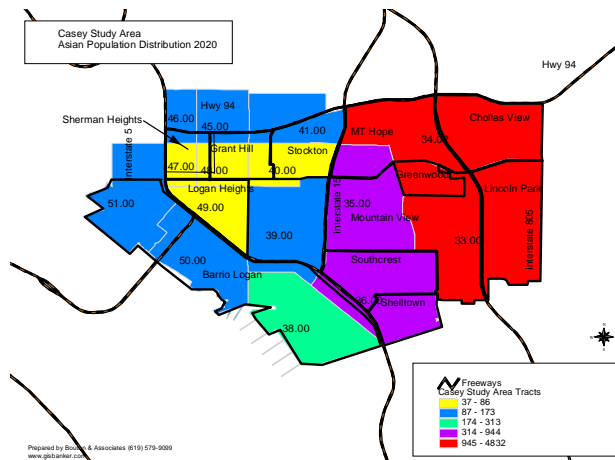 Casey Study Area
Asian Population Distribution 2020
Hwy 94
Chollas View
Hwy 94
46.00
Sherman Heights
45.00
41.00
MT Hope
34.00
Interstate 5
Grant Hill
Stockton
47.00
48.00
40.00
Greenwood
Logan Heights
Lincoln Park
51.00
49.00
35.00
Interstate 15
Mountain View
39.00
33.00
Interstate 805
50.00
Southcrest
Barrio Logan
36.00
Shelltown
38.00
N
Freeways
Casey Study Area Tracts
37 - 86
87 - 173
174 - 313
314 - 944
945 - 4832
Prepared by Bouton & Associates (619) 579-9099
www.gisbanker.com